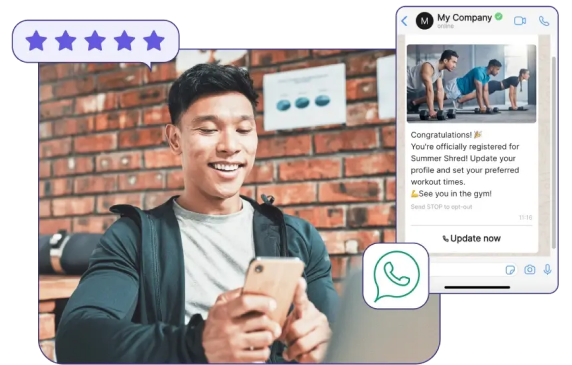 M
My Company
online
Congratulations! 🎉
You're officially registered for
Summer Shred! Update your
profile and set your preferred
workout times.
💪See you in the gym!
Send STOP to opt-out
11:16
Update now